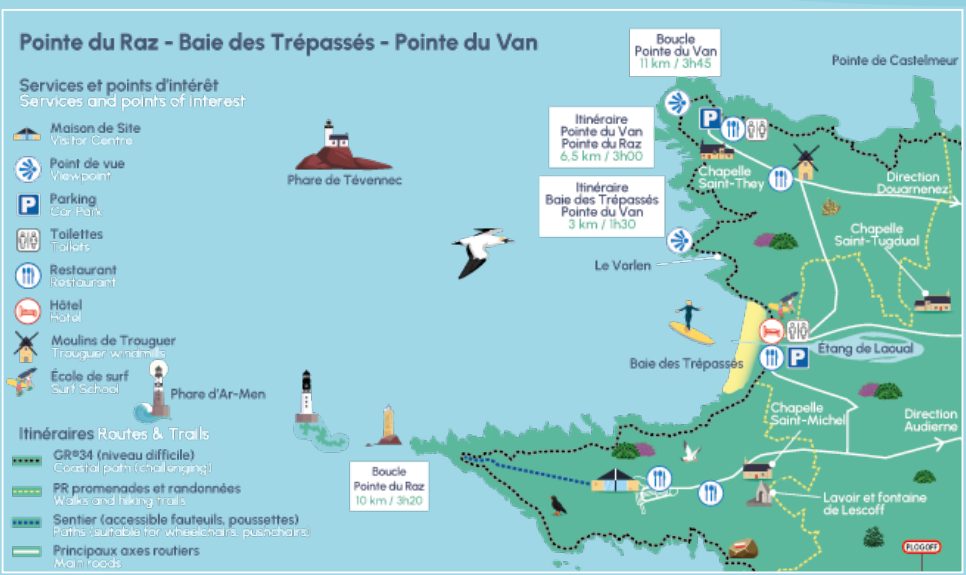 Pointe du Raz - Baie des Trépassés - Pointe du Van
Services et points d'intérêt
Services and points of interest
Maison de Site
Visitor Centre
Point de vue
Viewpoint
P
Parking
Car Park
Toilettes
Toilets
Restaurant
Restaurant
Hôtel
Hotel
Moulins de Trouguer
Trouguer windmills
École de surf
Surf School
Itinéraires Routes & Trails
GR®34 (niveau difficile)
Coastal path (challenging)
PR promenades et randonnées
Walks and hiking trails
Sentier (accessible fauteuils, poussettes)
Paths (suitable for wheelchairs, pushchairs)
Principaux axes routiers
Main roads
Phare de Tévennec
Phare d'Ar-Men
Boucle
Pointe du Van
11 km / 3h45
Pointe de Castelmeur
Itinéraire
Pointe du Van
Pointe du Raz
6,5 km / 3h00
P
Chapelle
Saint-They
Direction
Douarnenez
Itinéraire
Baie des Trépassés
Pointe du Van
3 km / 1h30
Chapelle
Saint-Tugdual
Le Vorlen
Baie des Trépassés
P
Étang de Laoual
Chapelle
Saint-Michel
Direction
Audierne
Boucle
Pointe du Raz
10 km / 3h20
Lavoir et fontaine
de Lescoff
PLOGOFF